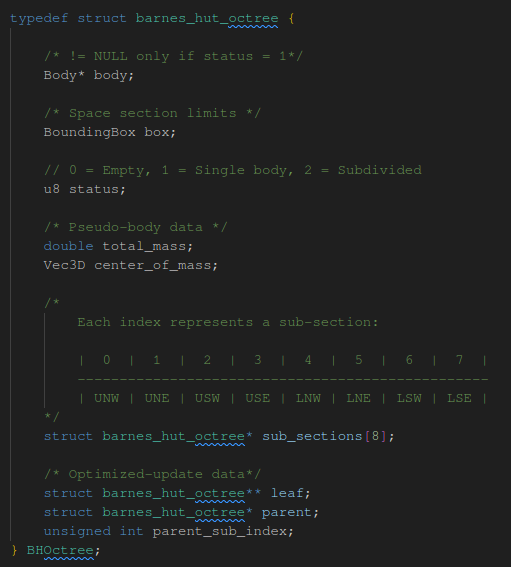 typedef struct barnes_hut_octree {
/* != NULL only if status = 1*/
Body* body;
/* Space section limits */
BoundingBox box;
// 0 = Empty, 1 = Single body, 2 = Subdivided
u8 status;
/* Pseudo-body data */
double total_mass;
Vec3D center_of_mass;
/*
Each index represents a sub-section:
| 0 | 1 | 2 | 3 | 4 | 5 | 6 | 7 |
-------------------------------------------------
| UNW | UNE | USW | USE | LNW | LNE | LSW | LSE |
*/
struct barnes_hut_octree* sub_sections[8];
/* Optimized-update data*/
struct barnes_hut_octree** leaf;
struct barnes_hut_octree* parent;
unsigned int parent_sub_index;
} BHOctree;